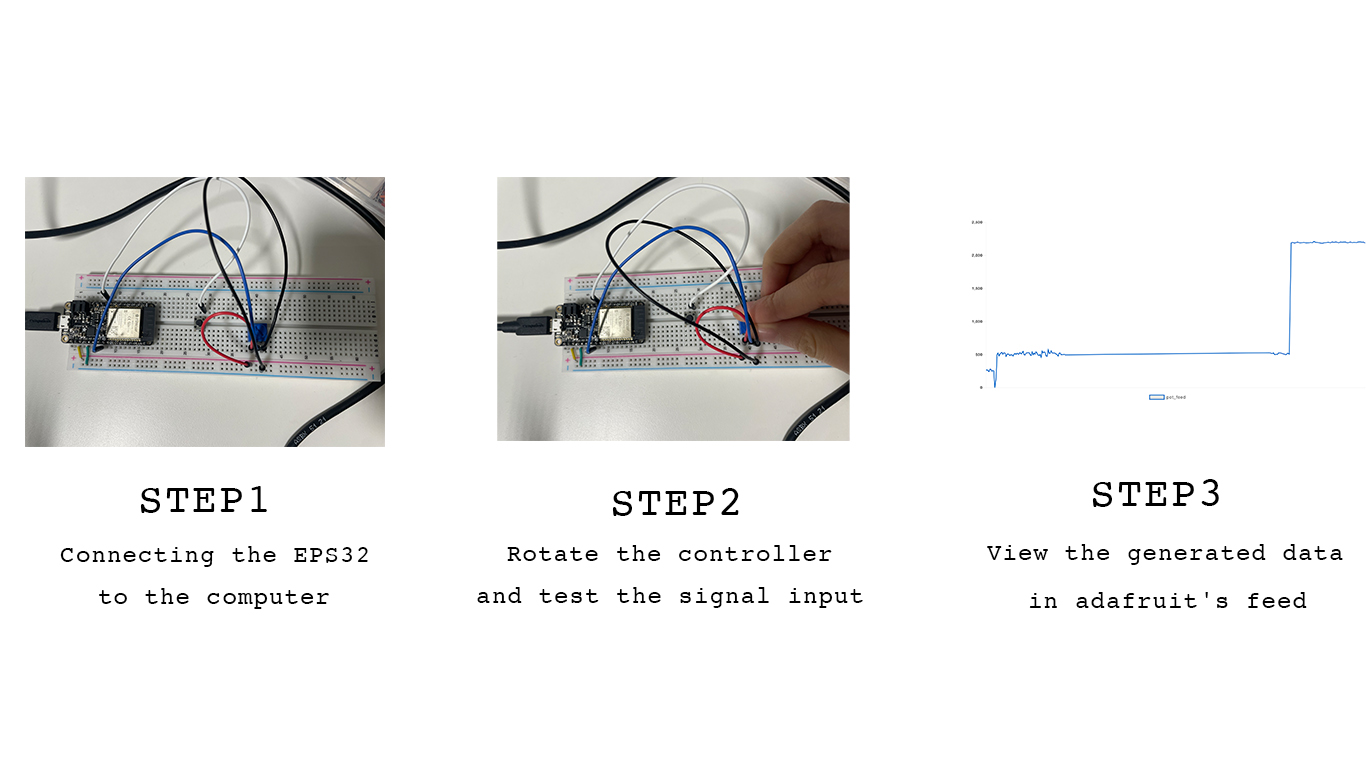 2,500
2,000
1,500
1,000
500
0
pot_feed
STEP1
Connecting the EPS32
to the computer
STEP2
Rotate the controller
and test the signal input
STEP3
View the generated data
in adafruit's feed